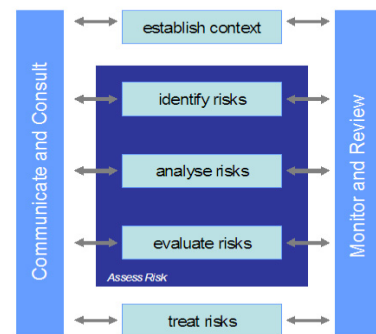 establish context
Communicate and Consult
identify risks
analyse risks
evaluate risks
Assess Risk
treat risks
Monitor and Review